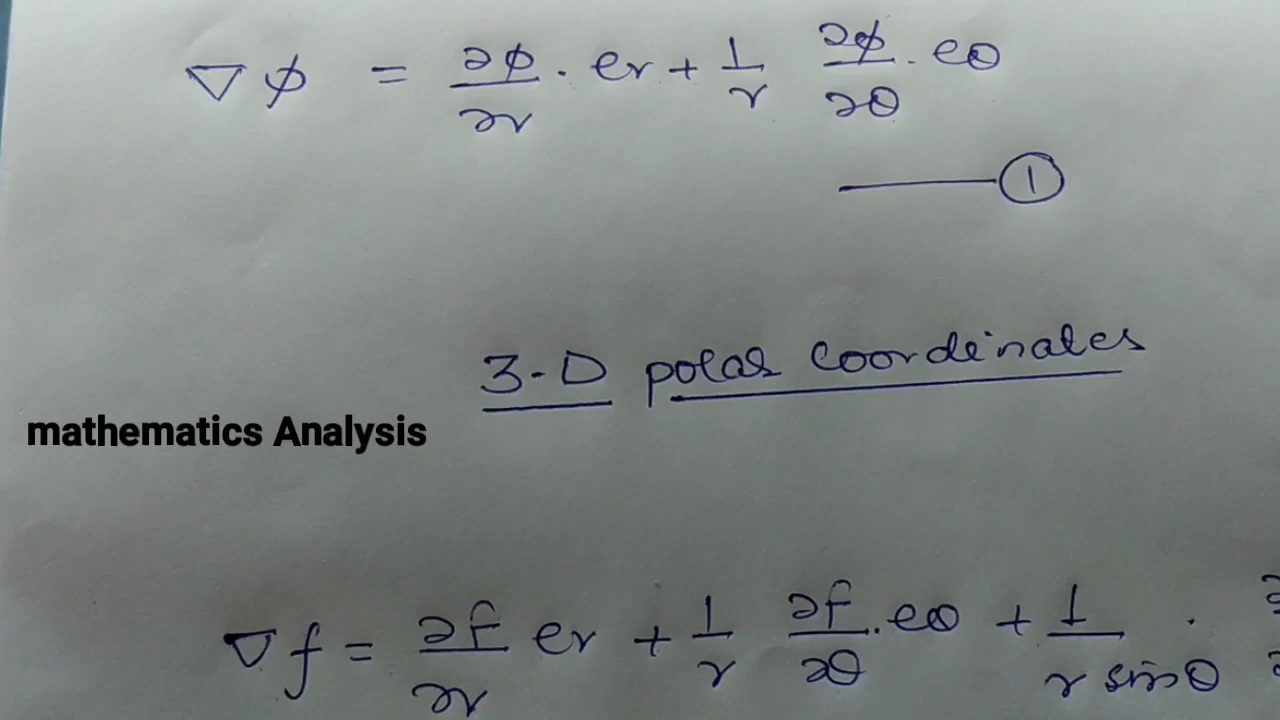 ∇φ = ∂φ/∂r . er + 1/r ∂φ/∂θ . eθ
①
3-D polar coordinates
mathematics Analysis
∇f = ∂f/∂r er + 1/r ∂f/∂θ . eθ + 1/r sinθ .